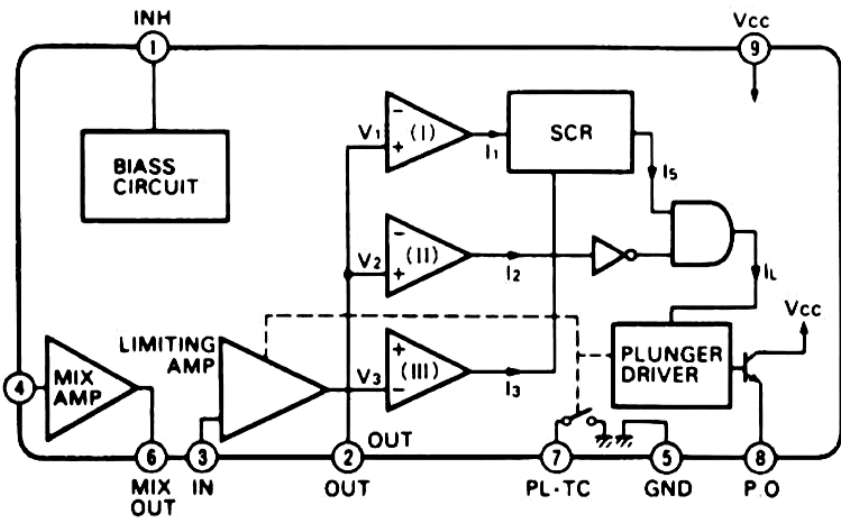 INH
1
Vcc
9
V1
−
+
(I)
I1
SCR
BIASS
CIRCUIT
IS
V2
−
+
(II)
I2
IL
LIMITING
AMP
V3
+
−
(III)
I3
PLUNGER
DRIVER
Vcc
4
MIX
AMP
OUT
6
3
2
7
5
8
MIX
OUT
IN
OUT
PL·TC
GND
P.O